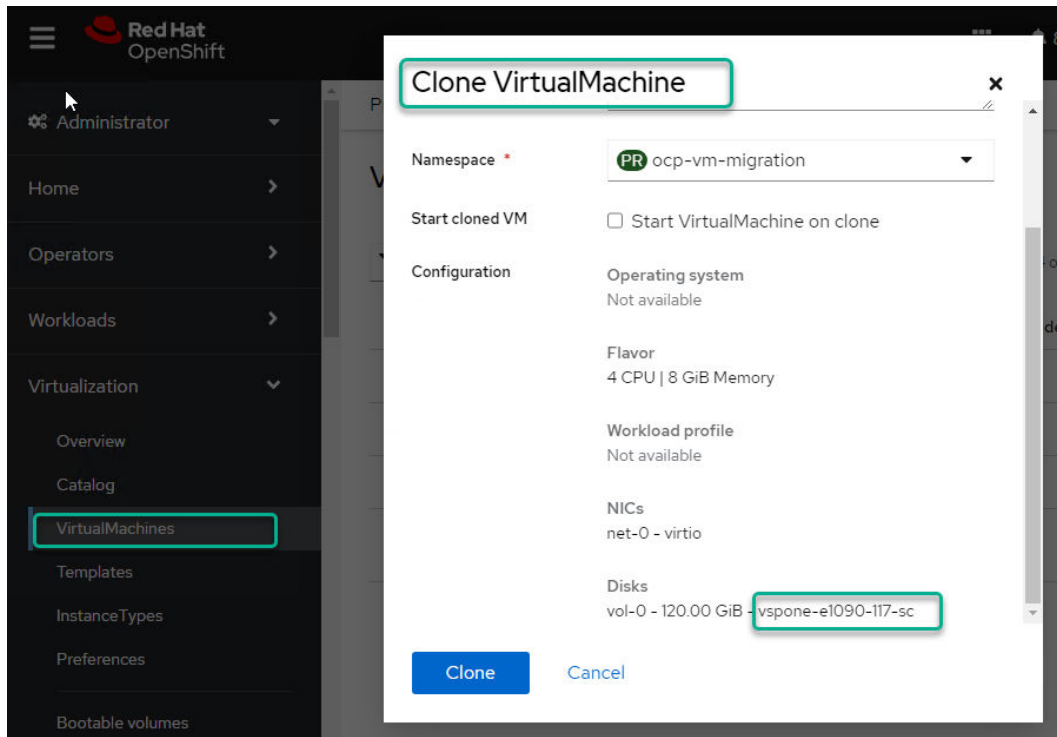 Red Hat
OpenShift
Administrator
Home
Operators
Workloads
Virtualization
Overview
Catalog
VirtualMachines
Templates
InstanceTypes
Preferences
Bootable volumes
Clone VirtualMachine
Namespace *
PR ocp-vm-migration
Start cloned VM
Start VirtualMachine on clone
Configuration
Operating system
Not available
Flavor
4 CPU | 8 GiB Memory
Workload profile
Not available
NICs
net-0 - virtio
Disks
vol-0 - 120.00 GiB - vspone-e1090-117-sc
Clone
Cancel